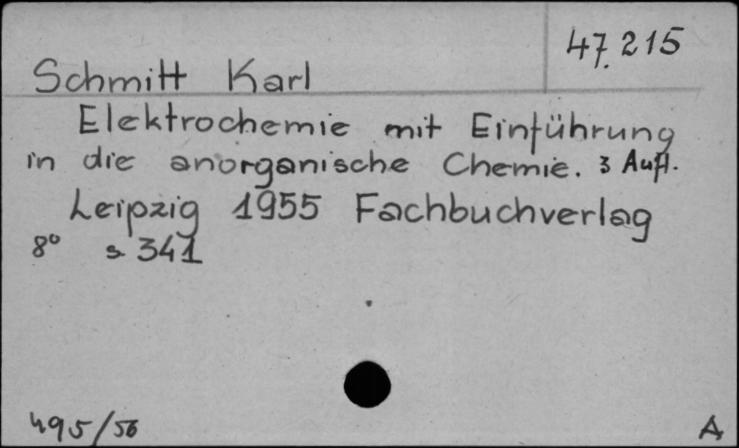 47.215
Schmitt Karl
Elektrochemie mit Einführung
in die anorganische Chemie. 3 Aufl.
Leipzig 1955 Fachbuchverlag
8° s. 341
495/56
A